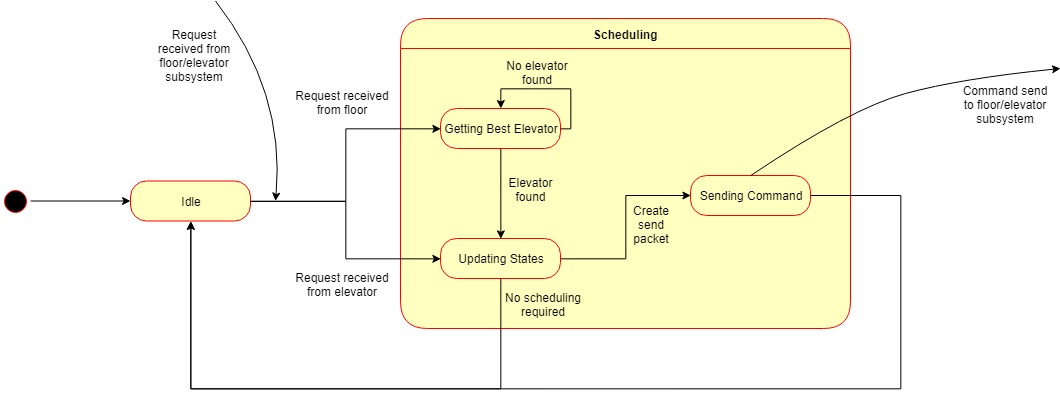 Request
received from
floor/elevator
subsystem
Scheduling
No elevator
found
Command send
to floor/elevator
subsystem
Request received
from floor
Getting Best Elevator
Elevator
found
Idle
Sending Command
Create
send
packet
Updating States
Request received
from elevator
No scheduling
required